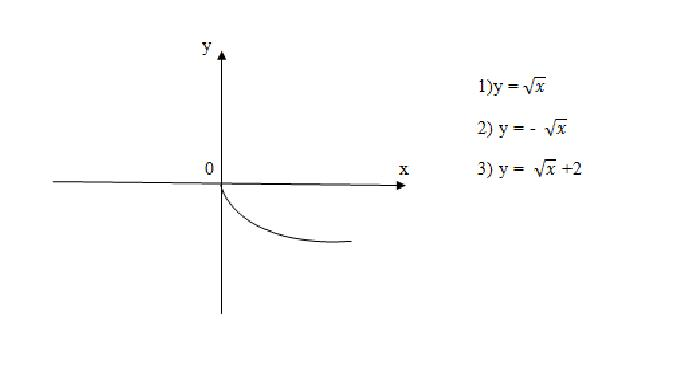 y
1)y = √x
2) y = - √x
0
x
3) y = √x +2